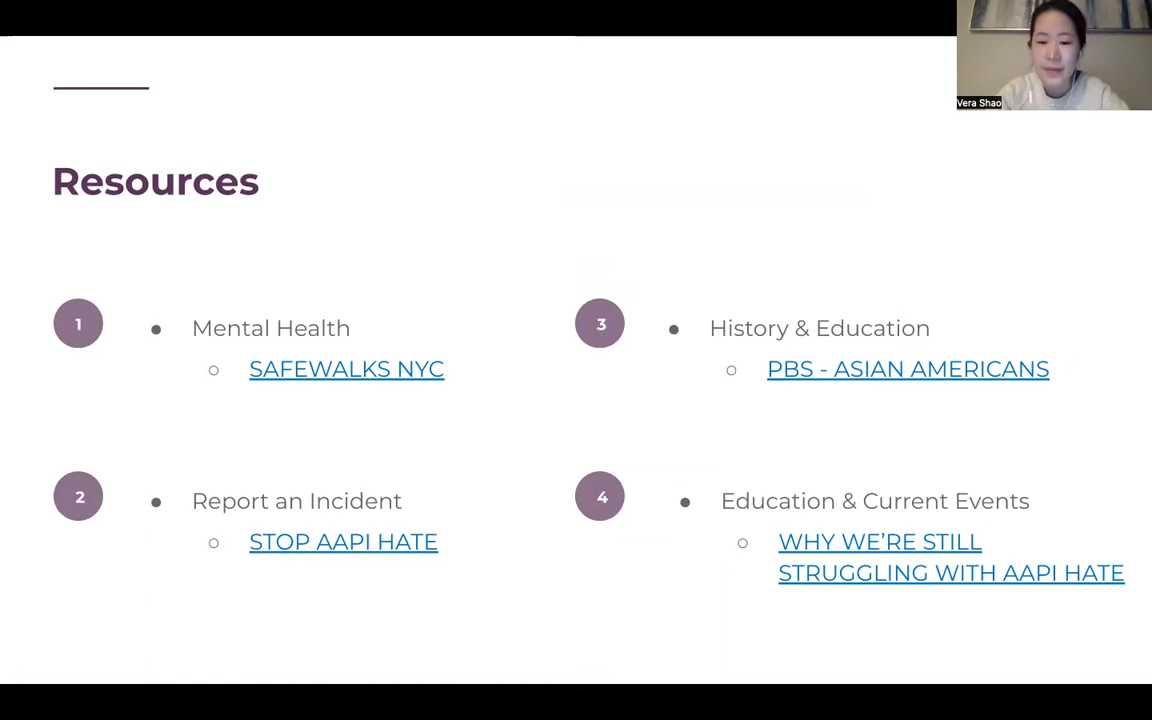 Vera Shao
Resources
1
● Mental Health
○ SAFEWALKS NYC
2
● Report an Incident
○ STOP AAPI HATE
3
● History & Education
○ PBS - ASIAN AMERICANS
4
● Education & Current Events
○ WHY WE’RE STILL
STRUGGLING WITH AAPI HATE